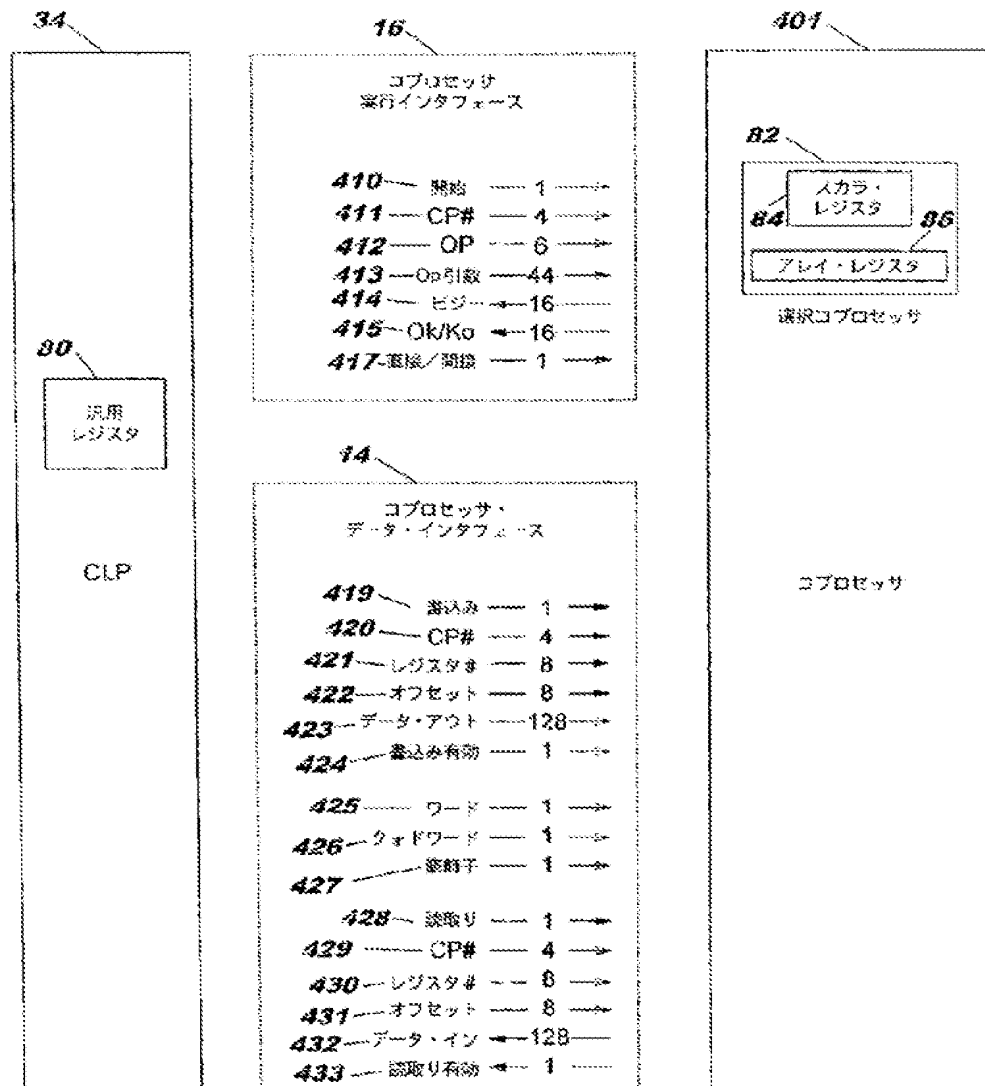 34
16
401
コプロセッサ
実行インタフェース
410 開始 1
411 CP# 4
412 OP 6
413 Op引数 44
414 ビジー 16
415 Ok/Ko 16
417 直接/間接 1
82
84
スカラ・
レジスタ
86
アレイ・レジスタ
選択コプロセッサ
80
汎用
レジスタ
CLP
コプロセッサ
14
コプロセッサ・
データ・インタフェース
419 書込み 1
420 CP# 4
421 レジスタ# 8
422 オフセット 8
423 データ・アウト 128
424 書込み有効 1
425 ワード 1
426 クォドワード 1
427 1
428 読取り 1
429 CP# 4
430 レジスタ# 8
431 オフセット 8
432 データ・イン 128
433 読取り有効 1